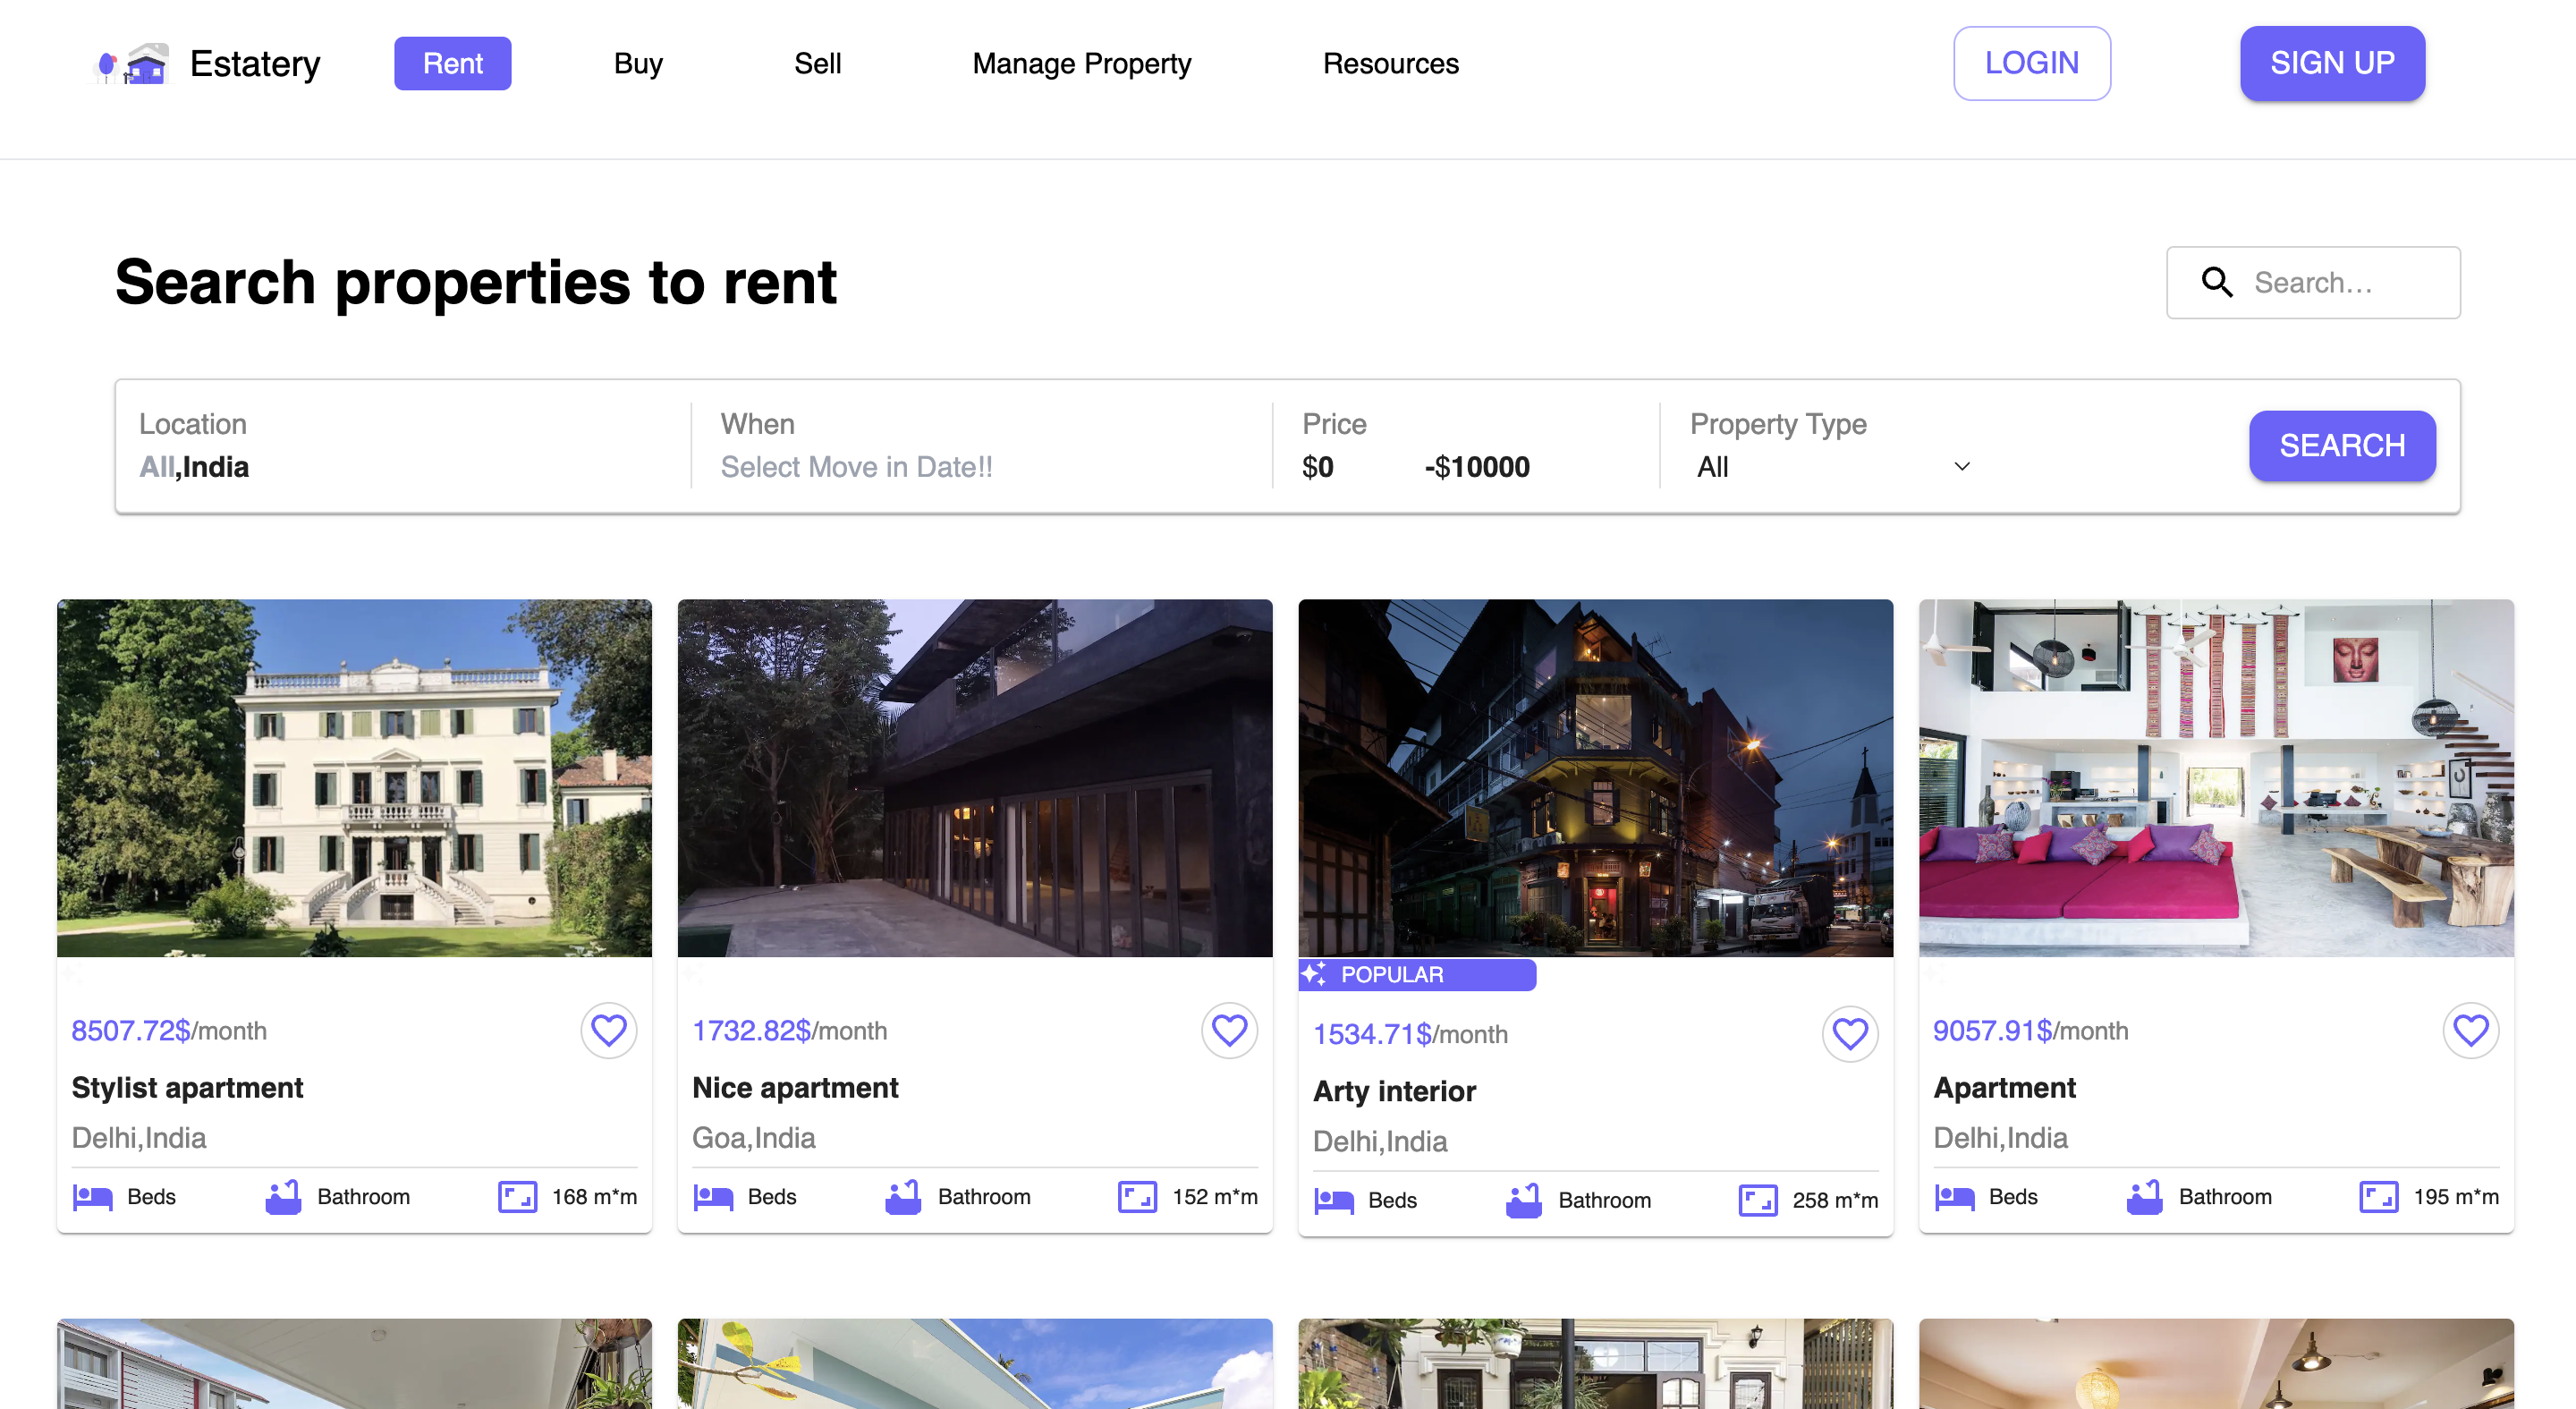 Estatery
Rent
Buy
Sell
Manage Property
Resources
LOGIN
SIGN UP
Search properties to rent
Search...
Location
All,India
When
Select Move in Date!!
Price
$0 -$10000
Property Type
All
SEARCH
8507.72$/month
Stylist apartment
Delhi,India
Beds Bathroom 168 m*m
1732.82$/month
Nice apartment
Goa,India
Beds Bathroom 152 m*m
POPULAR
1534.71$/month
Arty interior
Delhi,India
Beds Bathroom 258 m*m
9057.91$/month
Apartment
Delhi,India
Beds Bathroom 195 m*m